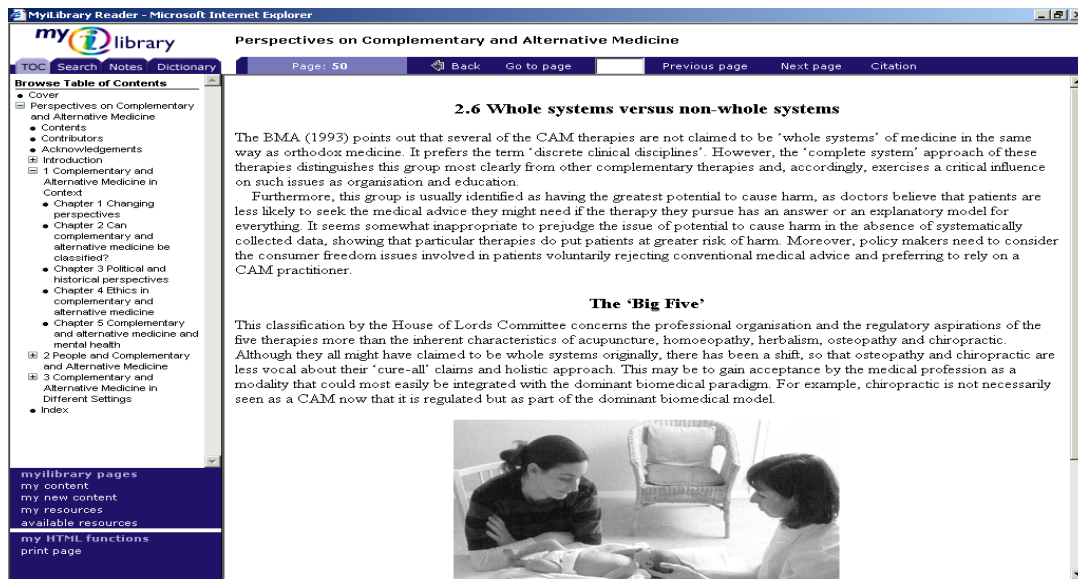 MyiLibrary Reader - Microsoft Internet Explorer
my i library
Perspectives on Complementary and Alternative Medicine
TOC Search Notes Dictionary
Page: 50 Back Go to page Previous page Next page Citation
Browse Table of Contents
Cover
Perspectives on Complementary
and Alternative Medicine
Contents
Contributors
Acknowledgements
Introduction
1 Complementary and
Alternative Medicine in
Context
Chapter 1 Changing
perspectives
Chapter 2 Can
complementary and
alternative medicine be
classified?
Chapter 3 Political and
historical perspectives
Chapter 4 Ethics in
complementary and
alternative medicine
Chapter 5 Complementary
and alternative medicine and
mental health
2 People and Complementary
and Alternative Medicine
3 Complementary and
Alternative Medicine in
Different Settings
Index
myilibrary pages
my content
my new content
my resources
available resources
my HTML functions
print page
2.6 Whole systems versus non-whole systems
The BMA (1993) points out that several of the CAM therapies are not claimed to be ‘whole systems’ of medicine in the same
way as orthodox medicine. It prefers the term ‘discrete clinical disciplines’. However, the ‘complete system’ approach of these
therapies distinguishes this group most clearly from other complementary therapies and, accordingly, exercises a critical influence
on such issues as organisation and education.
Furthermore, this group is usually identified as having the greatest potential to cause harm, as doctors believe that patients are
less likely to seek the medical advice they might need if the therapy they pursue has an answer or an explanatory model for
everything. It seems somewhat inappropriate to prejudge the issue of potential to cause harm in the absence of systematically
collected data, showing that particular therapies do put patients at greater risk of harm. Moreover, policy makers need to consider
the consumer freedom issues involved in patients voluntarily rejecting conventional medical advice and preferring to rely on a
CAM practitioner.
The ‘Big Five’
This classification by the House of Lords Committee concerns the professional organisation and the regulatory aspirations of the
five therapies more than the inherent characteristics of acupuncture, homoeopathy, herbalism, osteopathy and chiropractic.
Although they all might have claimed to be whole systems originally, there has been a shift, so that osteopathy and chiropractic are
less vocal about their ‘cure-all’ claims and holistic approach. This may be to gain acceptance by the medical profession as a
modality that could most easily be integrated with the dominant biomedical paradigm. For example, chiropractic is not necessarily
seen as a CAM now that it is regulated but as part of the dominant biomedical model.